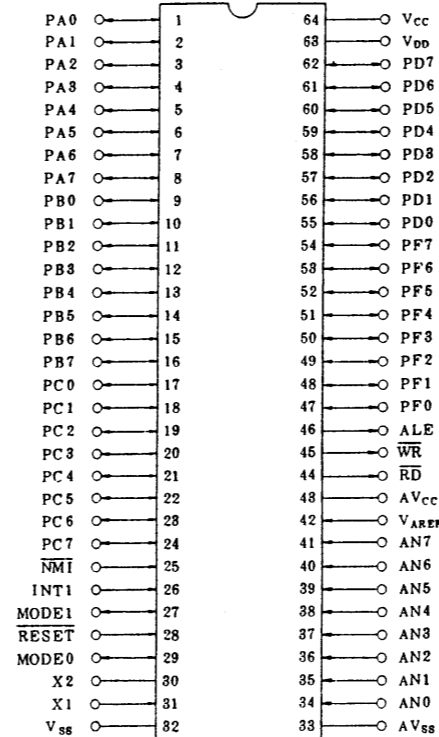 PA0 1 64 VCC
PA1 2 63 VDD
PA2 3 62 PD7
PA3 4 61 PD6
PA4 5 60 PD5
PA5 6 59 PD4
PA6 7 58 PD3
PA7 8 57 PD2
PB0 9 56 PD1
PB1 10 55 PD0
PB2 11 54 PF7
PB3 12 53 PF6
PB4 13 52 PF5
PB5 14 51 PF4
PB6 15 50 PF3
PB7 16 49 PF2
PC0 17 48 PF1
PC1 18 47 PF0
PC2 19 46 ALE
PC3 20 45 WR
PC4 21 44 RD
PC5 22 43 AVCC
PC6 23 42 VAREF
PC7 24 41 AN7
NMI 25 40 AN6
INT1 26 39 AN5
MODE1 27 38 AN4
RESET 28 37 AN3
MODE0 29 36 AN2
X2 30 35 AN1
X1 31 34 AN0
VSS 32 33 AVSS